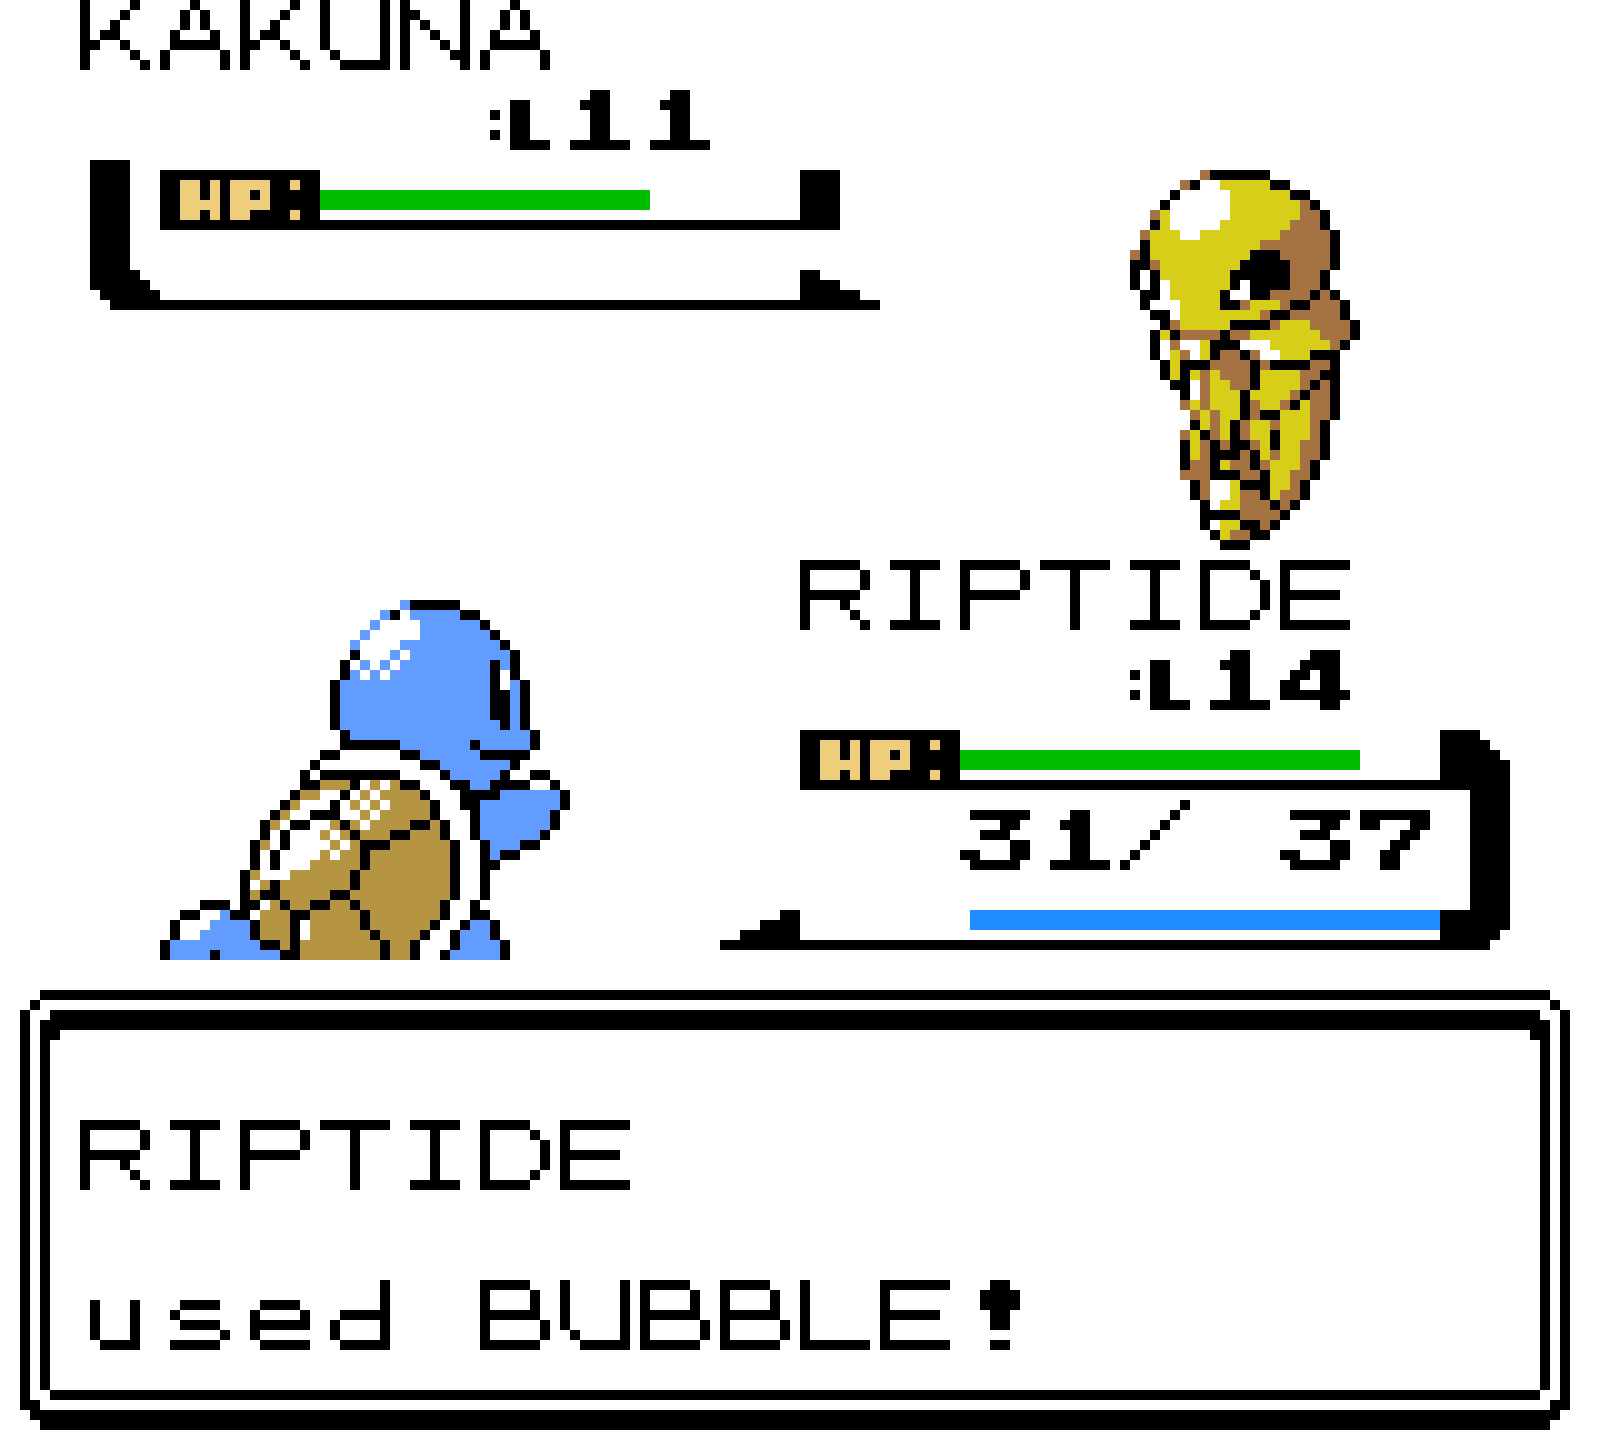 KAKUNA
:L11
HP:
RIPTIDE
:L14
HP:
31/ 37
RIPTIDE
used BUBBLE!